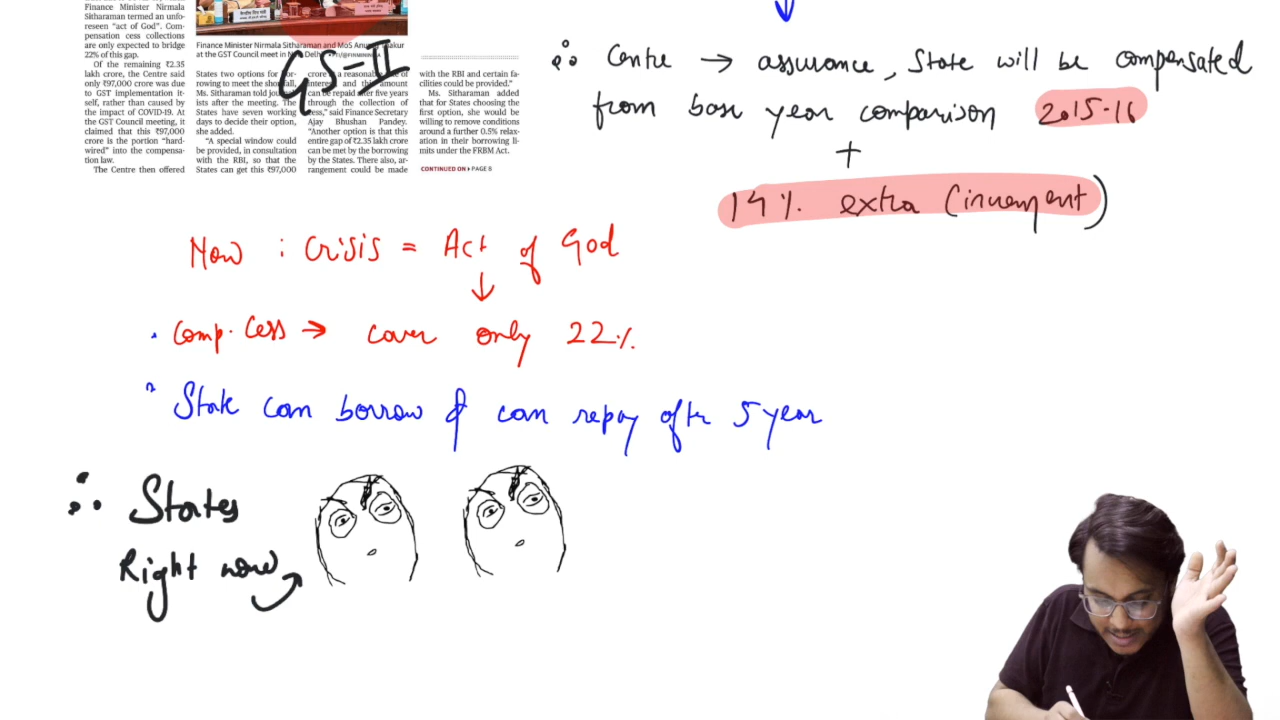 Finance Minister Nirmala
Sitharaman termed an unfo-
reseen "act of God". Com-
pensation cess collections
are only expected to bridge
22% of this gap.
Of the remaining ₹2.35
lakh crore, the Centre said
only ₹97,000 crore was due
to GST implementation it-
self, rather than caused by
the impact of COVID-19. At
the GST Council meeting, it
claimed that this ₹97,000
crore is the portion "hard-
wired" into the compensa-
tion law.
The Centre then offered
Finance Minister Nirmala Sitharaman and MoS
at the GST Council meet in
States two options for
rowing to meet the
Ms. Sitharaman told
ists after the meeting. The
States have seven working
days to decide their option,
she added.
"A special window could
be provided, in consultation
with the RBI, so that the
States can get this ₹97,000
crore a reasonable
and this amount
can be repaid after five years
through the collection of
said Finance Secretary
Ajay Bhushan Pandey.
"Another option is that this
entire gap of ₹2.35 lakh crore
can be met by the borrowing
by the States. There also, ar-
rangement could be made
with the RBI and certain fa-
cilities could be provided."
Ms. Sitharaman added
that for States choosing the
first option, she would be
willing to remove conditions
around a further 0.5% relax-
ation in their borrowing li-
mits under the FRBM Act.
CONTINUED ON PAGE 8
GS-II
∴ Centre → assurance, State will be compensated
from base year comparison 2015-16
+
14% extra (increment)
Now : Crisis = Act of God
↓
• Comp. Cess → cover only 22%.
State can borrow & can repay after 5 year
∴ States
Right now